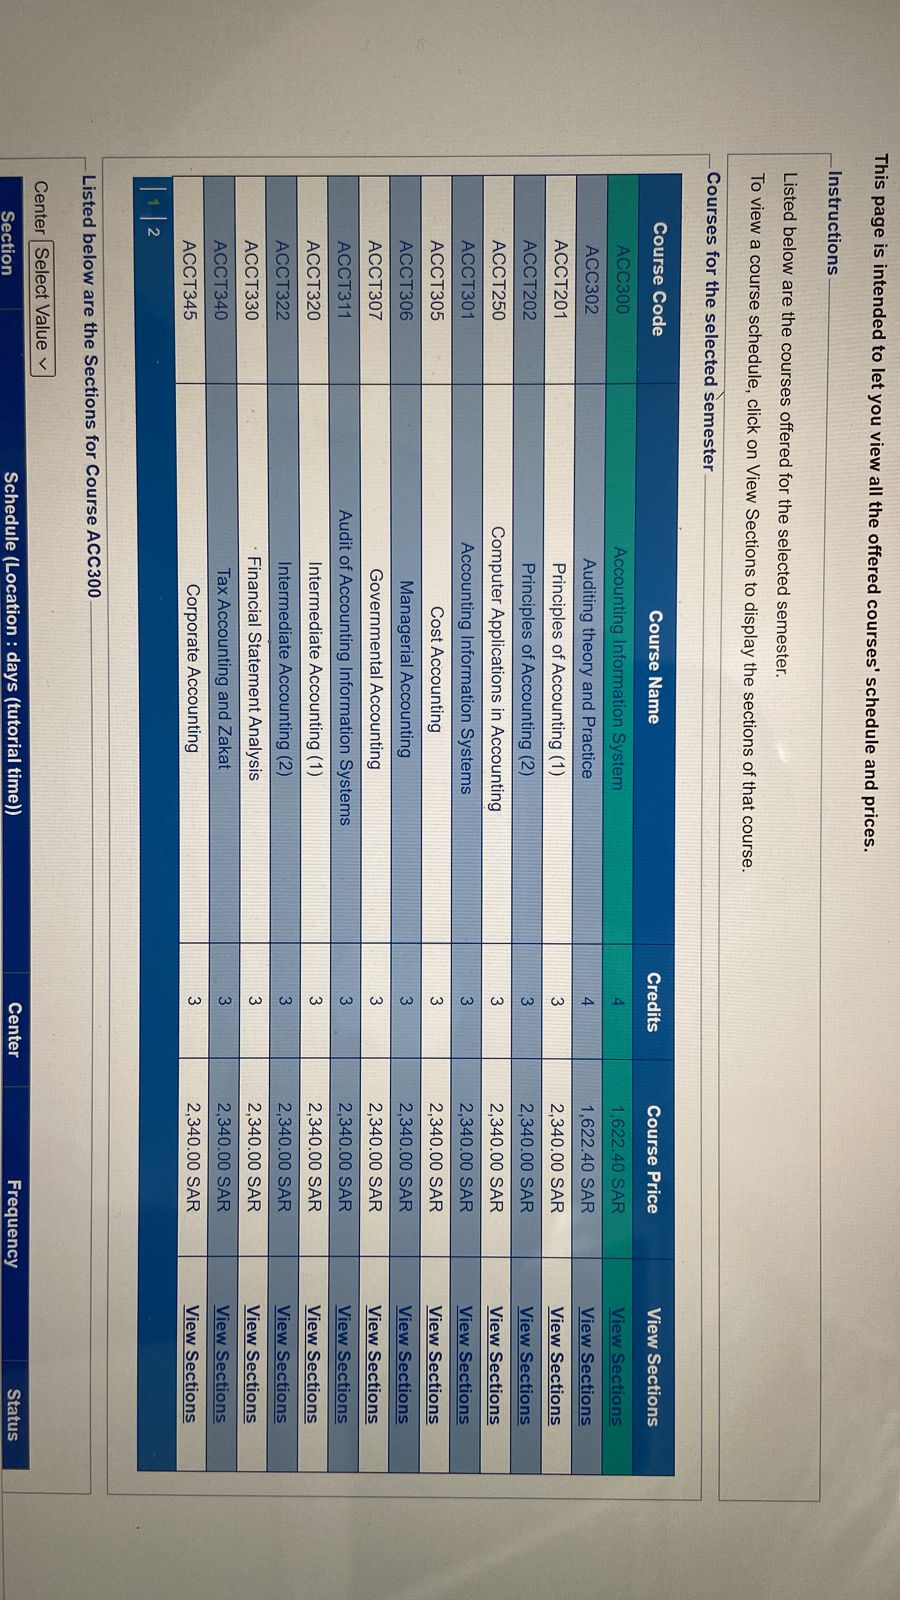 This page is intended to let you view all the offered courses' schedule and prices.
Instructions
Listed below are the courses offered for the selected semester.
To view a course schedule, click on View Sections to display the sections of that course.
Courses for the selected semester
Course Code Course Name Credits Course Price View Sections
ACC300 Accounting Information System 4 1,622.40 SAR View Sections
ACC302 Auditing theory and Practice 4 1,622.40 SAR View Sections
ACCT201 Principles of Accounting (1) 3 2,340.00 SAR View Sections
ACCT202 Principles of Accounting (2) 3 2,340.00 SAR View Sections
ACCT250 Computer Applications in Accounting 3 2,340.00 SAR View Sections
ACCT301 Accounting Information Systems 3 2,340.00 SAR View Sections
ACCT305 Cost Accounting 3 2,340.00 SAR View Sections
ACCT306 Managerial Accounting 3 2,340.00 SAR View Sections
ACCT307 Governmental Accounting 3 2,340.00 SAR View Sections
ACCT311 Audit of Accounting Information Systems 3 2,340.00 SAR View Sections
ACCT320 Intermediate Accounting (1) 3 2,340.00 SAR View Sections
ACCT322 Intermediate Accounting (2) 3 2,340.00 SAR View Sections
ACCT330 Financial Statement Analysis 3 2,340.00 SAR View Sections
ACCT340 Tax Accounting and Zakat 3 2,340.00 SAR View Sections
ACCT345 Corporate Accounting 3 2,340.00 SAR View Sections
1 2
Listed below are the Sections for Course ACC300
Center Select Value
Section Schedule (Location : days (tutorial time)) Center Frequency Status